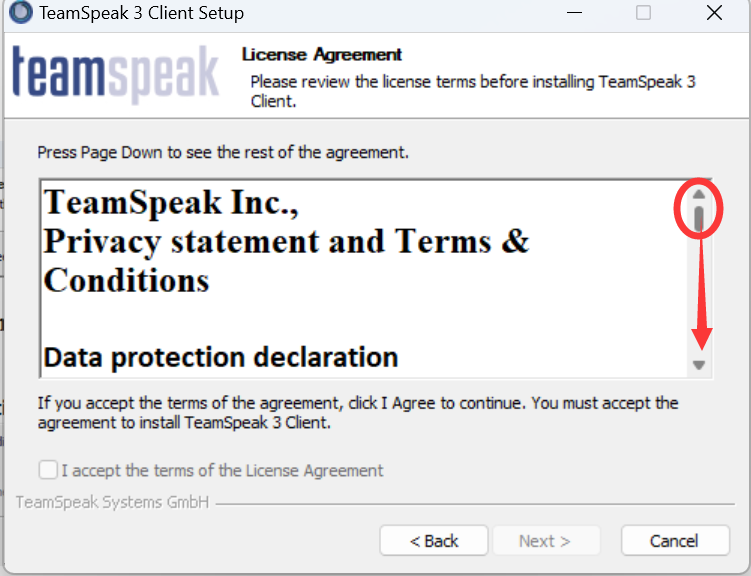 TeamSpeak 3 Client Setup
teamspeak
License Agreement
Please review the license terms before installing TeamSpeak 3
Client.
Press Page Down to see the rest of the agreement.
TeamSpeak Inc.,
Privacy statement and Terms &
Conditions
Data protection declaration
If you accept the terms of the agreement, click I Agree to continue. You must accept the
agreement to install TeamSpeak 3 Client.
I accept the terms of the License Agreement
TeamSpeak Systems GmbH
< Back
Next >
Cancel